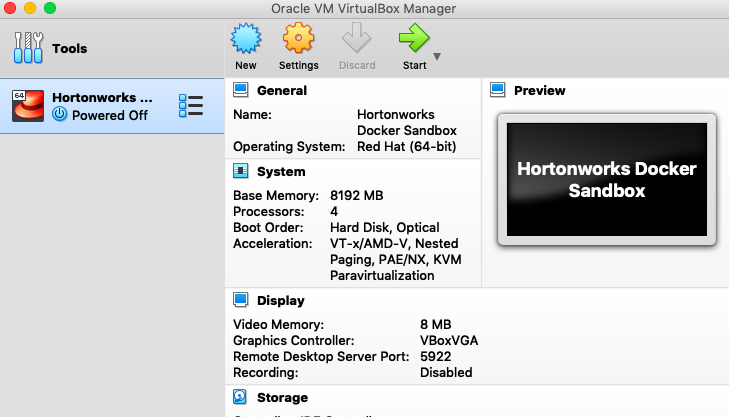 Oracle VM VirtualBox Manager
Tools
New
Settings
Discard
Start
64
Hortonworks ...
Powered Off
General
Name: Hortonworks
Docker Sandbox
Operating System: Red Hat (64-bit)
Preview
Hortonworks Docker
Sandbox
System
Base Memory: 8192 MB
Processors: 4
Boot Order: Hard Disk, Optical
Acceleration: VT-x/AMD-V, Nested
Paging, PAE/NX, KVM
Paravirtualization
Display
Video Memory: 8 MB
Graphics Controller: VBoxVGA
Remote Desktop Server Port: 5922
Recording: Disabled
Storage